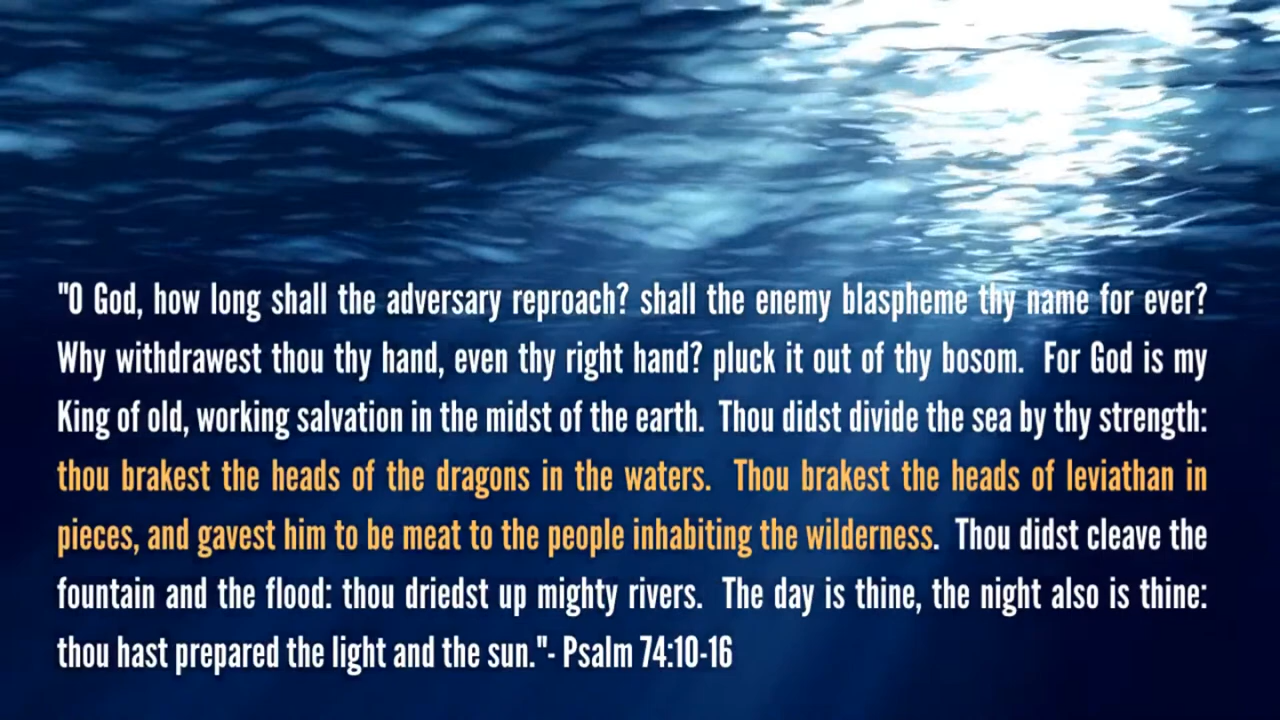 "O God, how long shall the adversary reproach? shall the enemy blaspheme thy name for ever?
Why withdrawest thou thy hand, even thy right hand? pluck it out of thy bosom.  For God is my
King of old, working salvation in the midst of the earth.  Thou didst divide the sea by thy strength:
thou brakest the heads of the dragons in the waters.  Thou brakest the heads of leviathan in
pieces, and gavest him to be meat to the people inhabiting the wilderness.  Thou didst cleave the
fountain and the flood: thou driedst up mighty rivers.  The day is thine, the night also is thine:
thou hast prepared the light and the sun."- Psalm 74:10-16